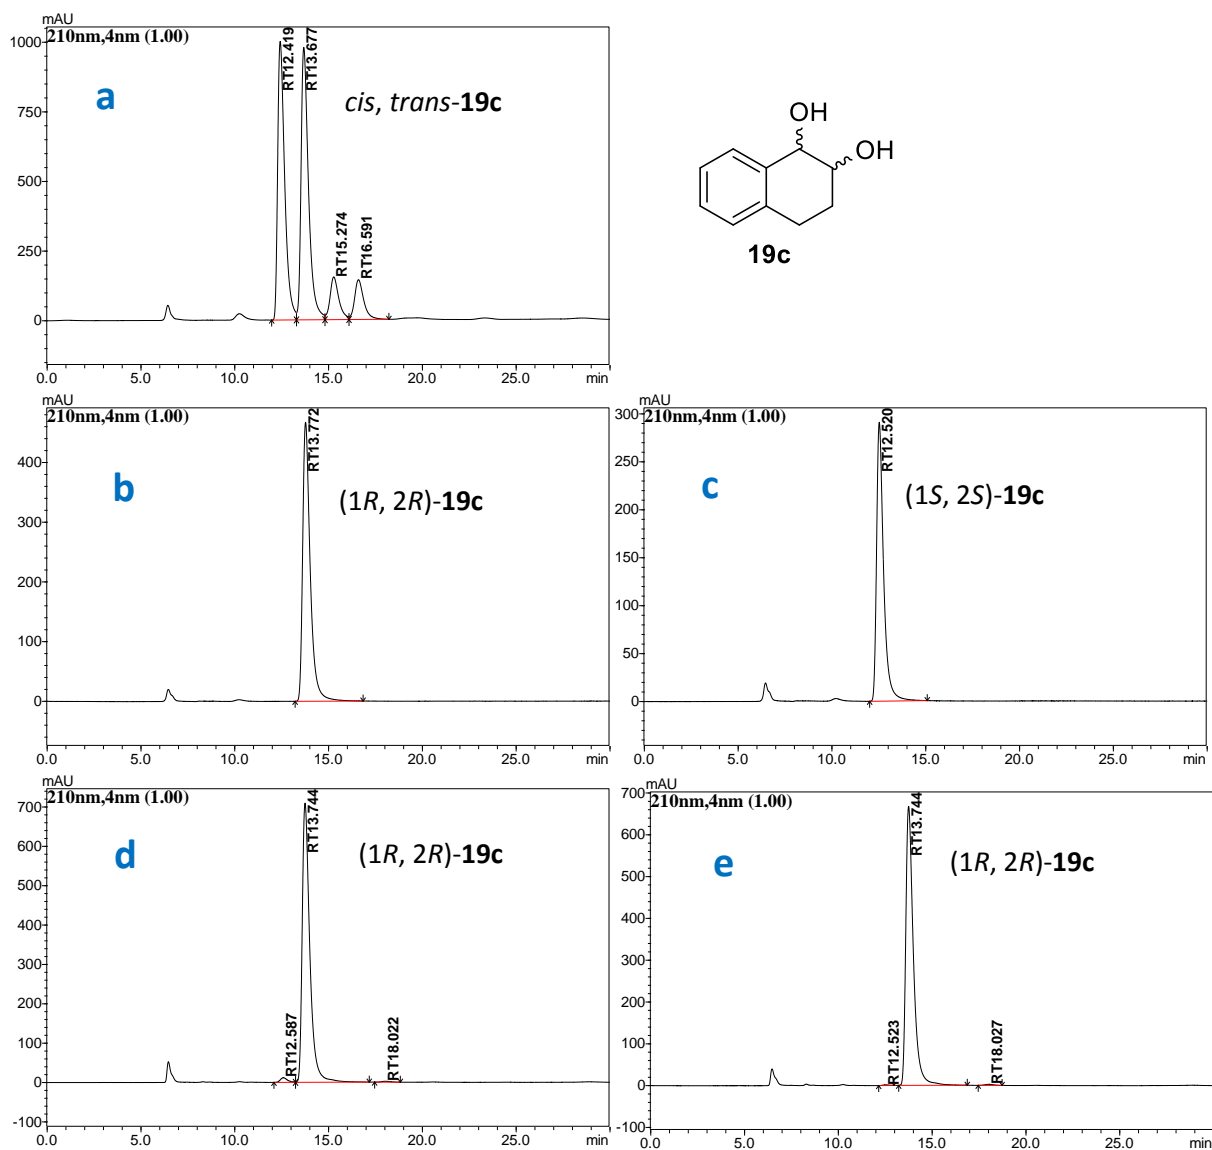 mAU
210nm,4nm (1.00)
1000
750
500
250
0
RT12.419
RT13.677
RT15.274
RT16.591
a
cis, trans-19c
0.0 5.0 10.0 15.0 20.0 25.0 min
OH
OH
19c
mAU
210nm,4nm (1.00)
400
300
200
100
0
RT13.772
b
(1R, 2R)-19c
0.0 5.0 10.0 15.0 20.0 25.0 min
mAU
210nm,4nm (1.00)
300
250
200
150
100
50
0
RT12.520
c
(1S, 2S)-19c
0.0 5.0 10.0 15.0 20.0 25.0 min
mAU
210nm,4nm (1.00)
700
600
500
400
300
200
100
0
-100
RT12.587
RT13.744
RT18.022
d
(1R, 2R)-19c
0.0 5.0 10.0 15.0 20.0 25.0 min
mAU
210nm,4nm (1.00)
700
600
500
400
300
200
100
0
-100
RT12.523
RT13.744
RT18.027
e
(1R, 2R)-19c
0.0 5.0 10.0 15.0 20.0 25.0 min